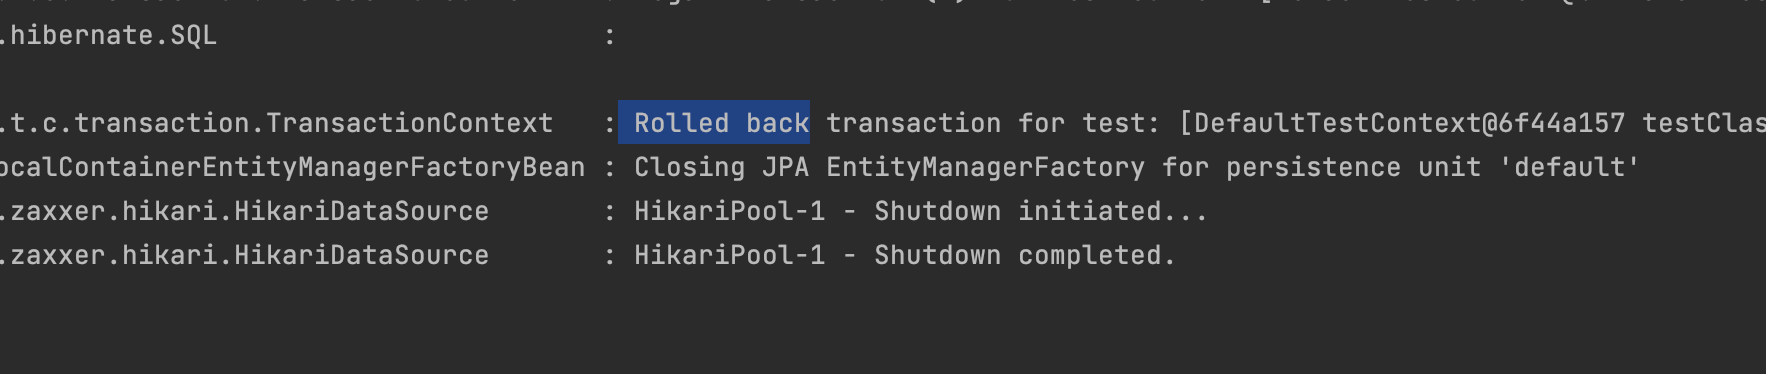 .hibernate.SQL :
.t.c.transaction.TransactionContext : Rolled back transaction for test: [DefaultTestContext@6f44a157 testClas
ocalContainerEntityManagerFactoryBean : Closing JPA EntityManagerFactory for persistence unit 'default'
.zaxxer.hikari.HikariDataSource : HikariPool-1 - Shutdown initiated...
.zaxxer.hikari.HikariDataSource : HikariPool-1 - Shutdown completed.